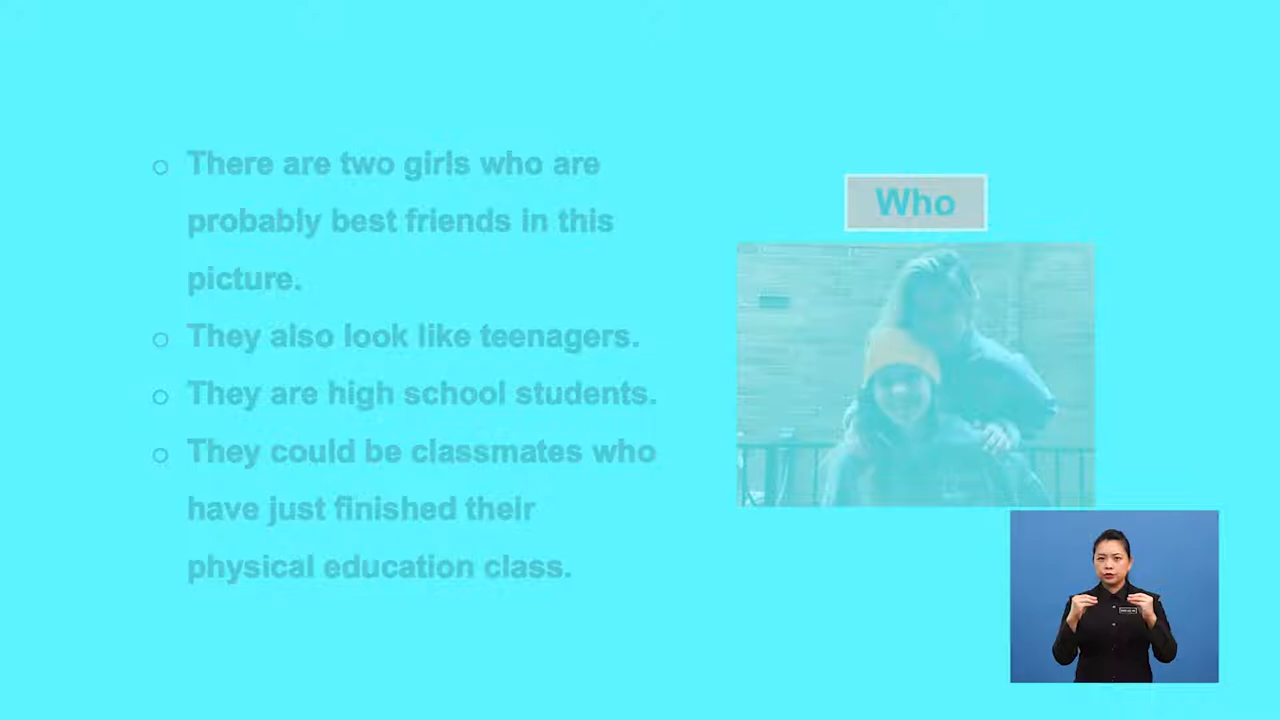 There are two girls who are
probably best friends in this
picture.
They also look like teenagers.
They are high school students.
They could be classmates who
have just finished their
physical education class.
Who